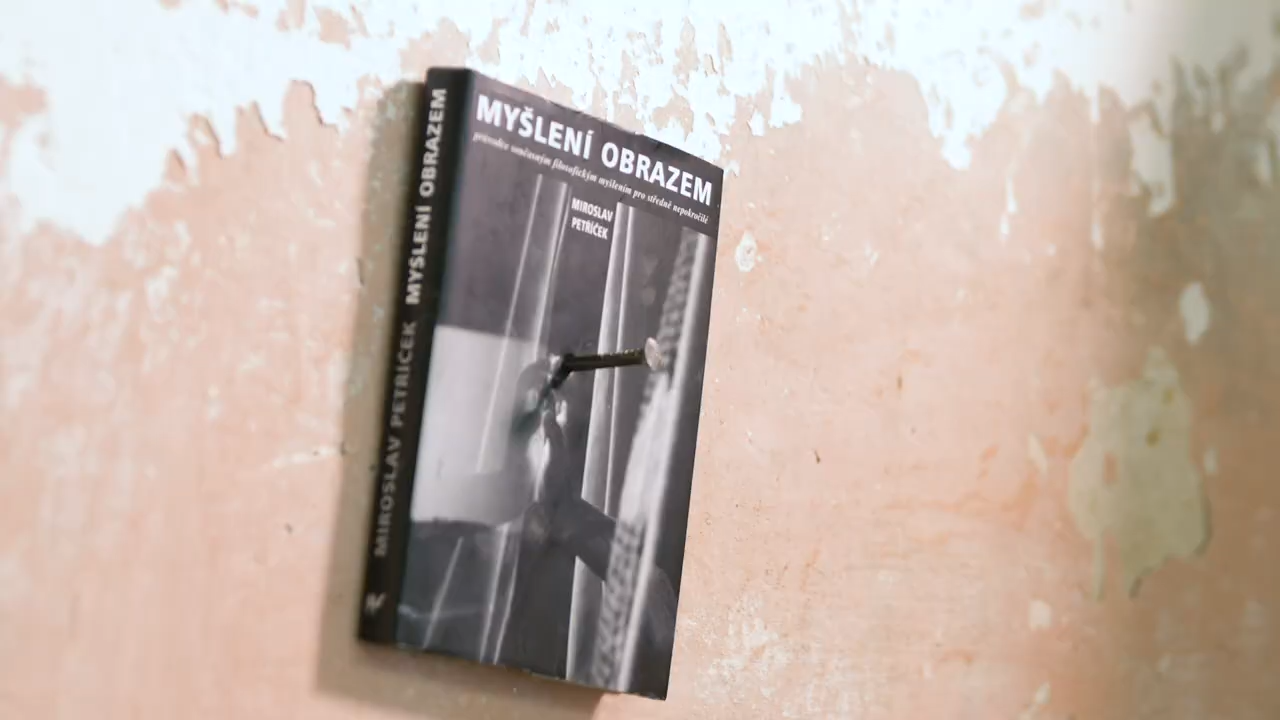 MYŠLENÍ OBRAZEM
průvodce současným filosofickým myšlením pro středně nepokročilé
MIROSLAV
PETŘÍČEK
MIROSLAV PETŘÍČEK MYŠLENÍ OBRAZEM